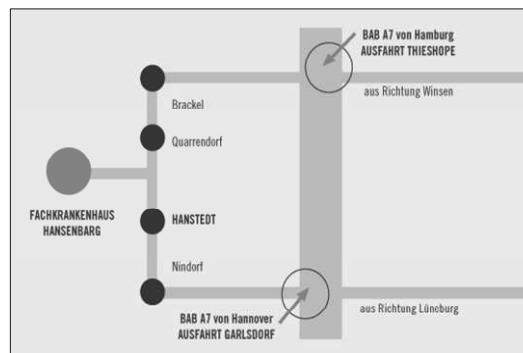 BAB A7 von Hamburg
AUSFAHRT THIESHOPE
aus Richtung Winsen
Brackel
Quarrendorf
FACHKRANKENHAUS
HANSENBARG
HANSTEDT
Nindorf
BAB A7 von Hannover
AUSFAHRT GARLSDORF
aus Richtung Lüneburg